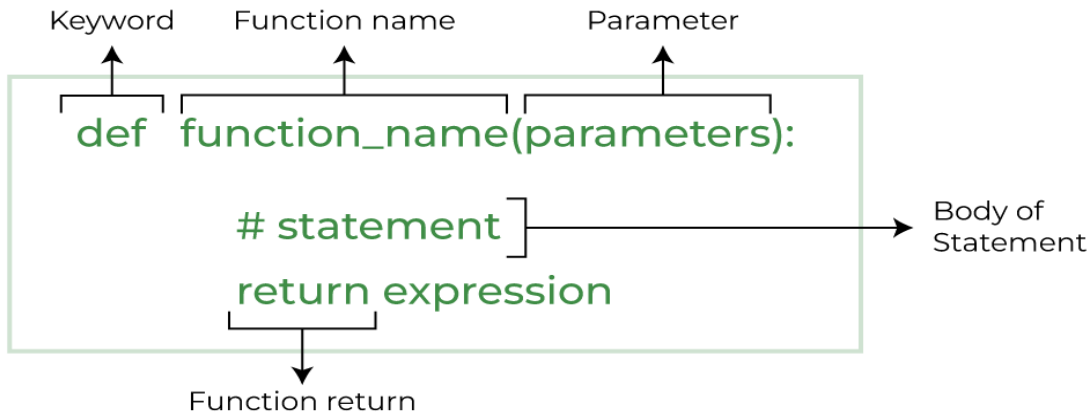 Keyword Function name Parameter
def function_name(parameters):
# statement
Body of
Statement
return expression
Function return